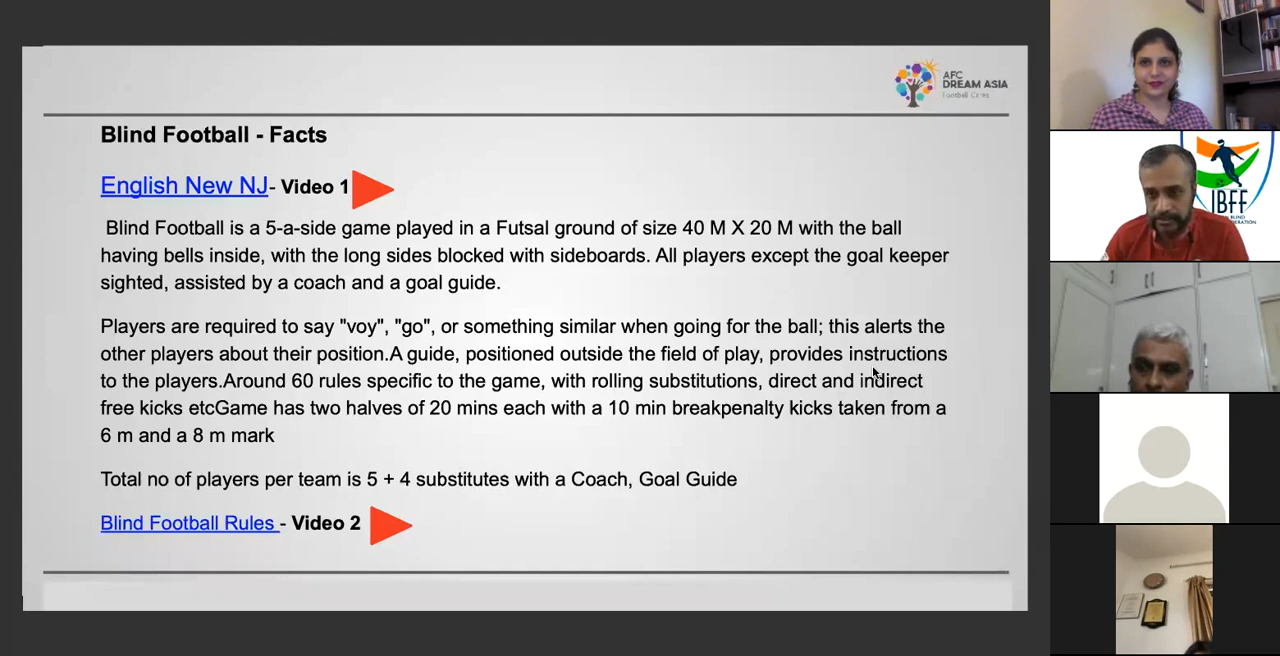 AFC
DREAM ASIA
Football Cares
Blind Football - Facts
English New NJ- Video 1
Blind Football is a 5-a-side game played in a Futsal ground of size 40 M X 20 M with the ball
having bells inside, with the long sides blocked with sideboards. All players except the goal keeper
sighted, assisted by a coach and a goal guide.
Players are required to say "voy", "go", or something similar when going for the ball; this alerts the
other players about their position.A guide, positioned outside the field of play, provides instructions
to the players.Around 60 rules specific to the game, with rolling substitutions, direct and indirect
free kicks etcGame has two halves of 20 mins each with a 10 min breakpenalty kicks taken from a
6 m and a 8 m mark
Total no of players per team is 5 + 4 substitutes with a Coach, Goal Guide
Blind Football Rules - Video 2
IBFF
BLIND